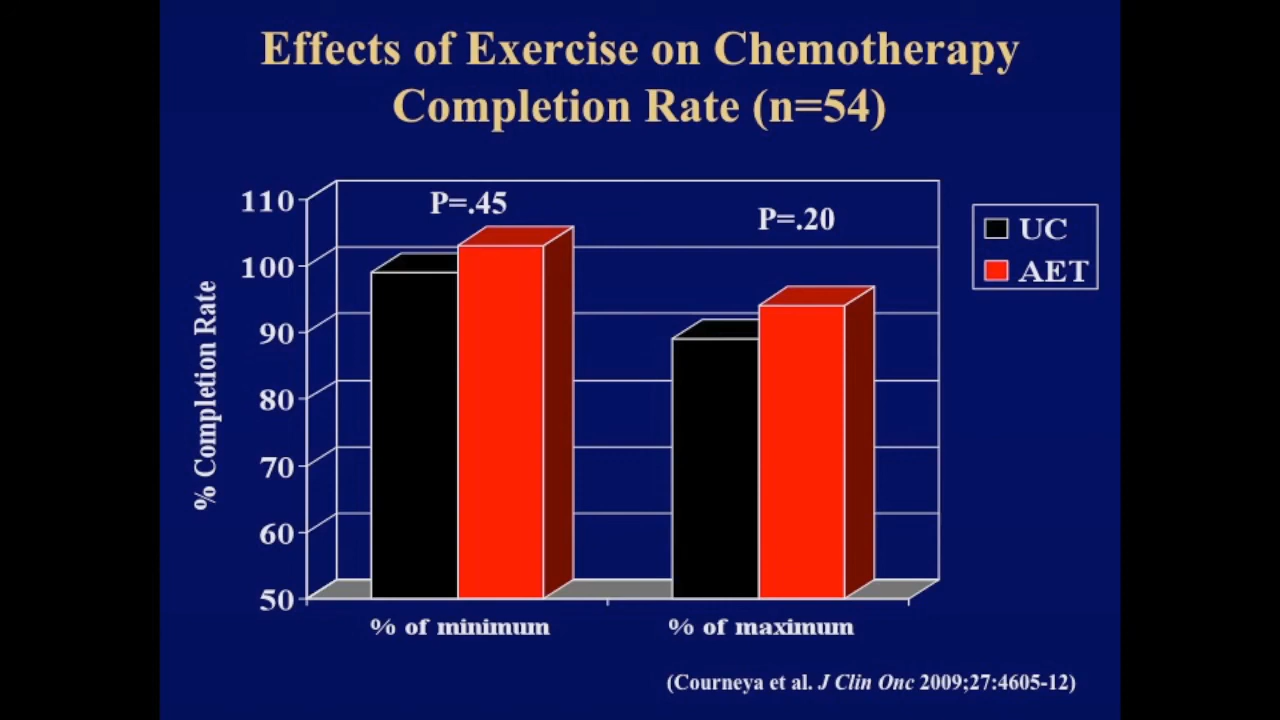 Effects of Exercise on Chemotherapy
Completion Rate (n=54)
110
100
90
80
70
60
50
% Completion Rate
P=.45
P=.20
UC
AET
% of minimum
% of maximum
(Courneya et al. J Clin Onc 2009;27:4605-12)